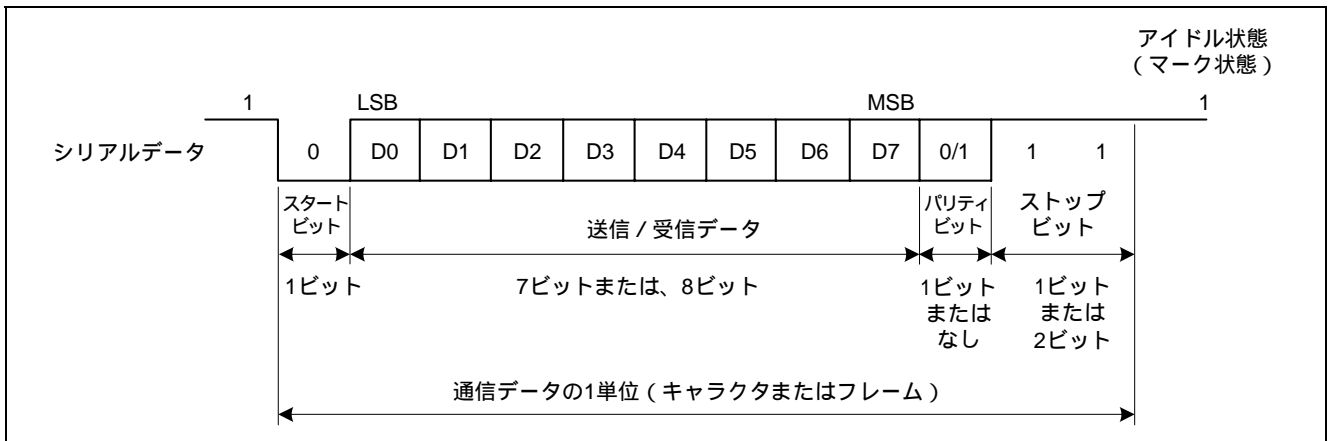 アイドル状態
(マーク状態)
1 LSB MSB 1
シリアルデータ 0 D0 D1 D2 D3 D4 D5 D6 D7 0/1 1 1
スタート
ビット
送信/受信データ
パリティ
ビット
ストップ
ビット
1ビット
7ビットまたは、8ビット
1ビット
または
なし
1ビット
または
2ビット
通信データの1単位(キャラクタまたはフレーム)